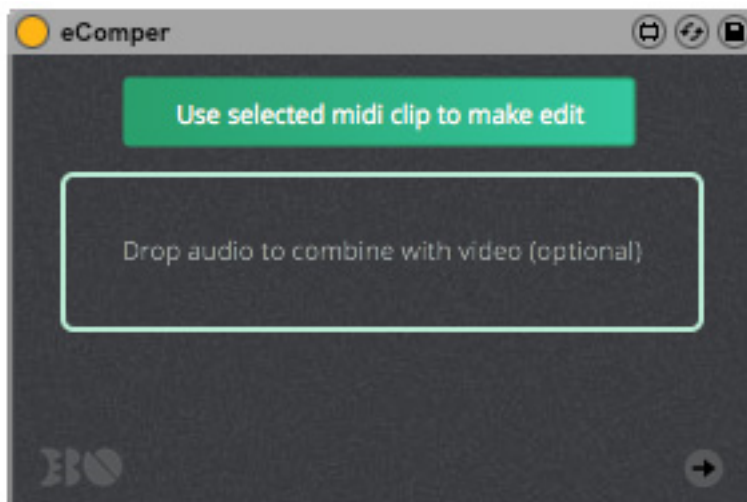 eComper
Use selected midi clip to make edit
Drop audio to combine with video (optional)